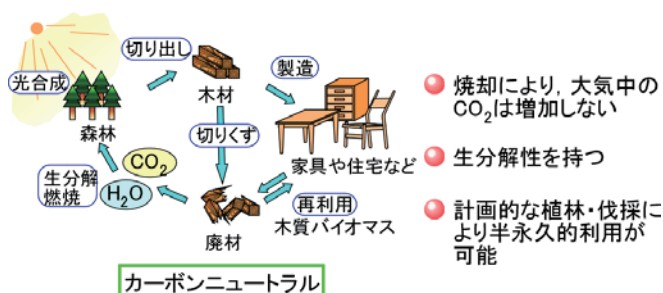 光合成
森林
切り出し
木材
製造
家具や住宅など
切りくず
CO2
H2O
生分解
燃焼
廃材
再利用
木質バイオマス
カーボンニュートラル
焼却により，大気中の
CO2は増加しない
生分解性を持つ
計画的な植林・伐採に
より半永久的利用が
可能